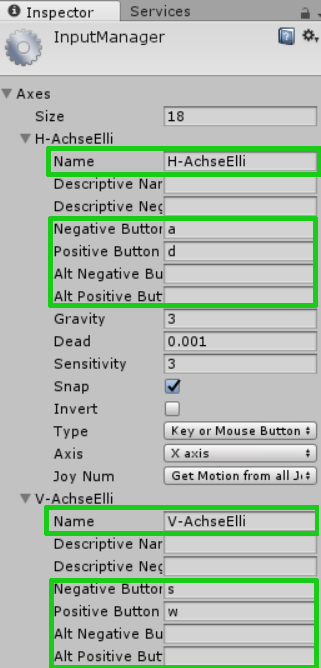 Inspector Services
InputManager
Axes
Size 18
H-AchseElli
Name H-AchseElli
Descriptive Nar
Descriptive Neg
Negative Button a
Positive Button d
Alt Negative Bu
Alt Positive But
Gravity 3
Dead 0.001
Sensitivity 3
Snap
Invert
Type Key or Mouse Button
Axis X axis
Joy Num Get Motion from all J
V-AchseElli
Name V-AchseElli
Descriptive Nar
Descriptive Neg
Negative Button s
Positive Button w
Alt Negative Bu
Alt Positive But